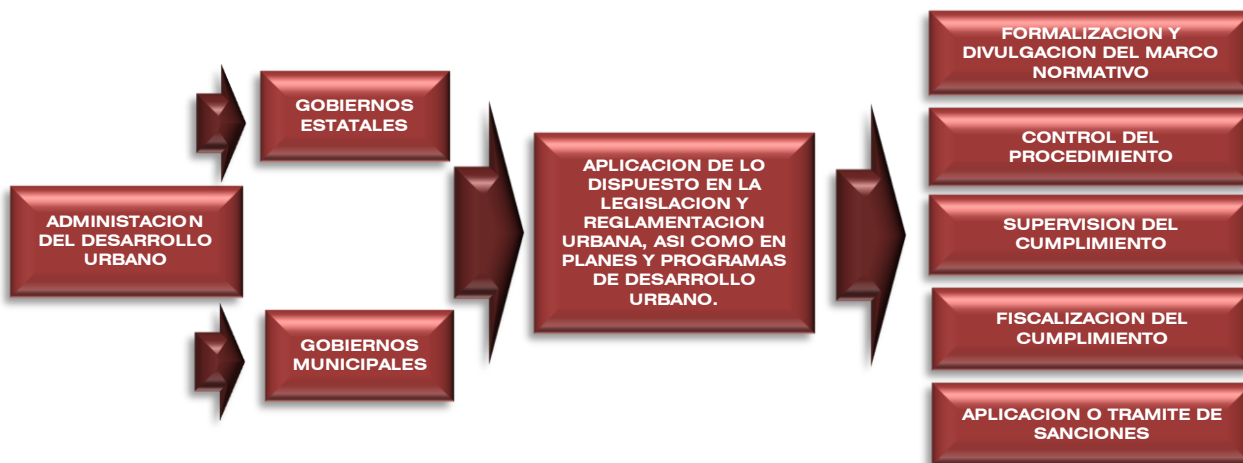 ADMINISTACION
DEL DESARROLLO
URBANO
GOBIERNOS
ESTATALES
GOBIERNOS
MUNICIPALES
APLICACION DE LO
DISPUESTO EN LA
LEGISLACION Y
REGLAMENTACION
URBANA, ASI COMO EN
PLANES Y PROGRAMAS
DE DESARROLLO
URBANO.
FORMALIZACION Y
DIVULGACION DEL MARCO
NORMATIVO
CONTROL DEL
PROCEDIMIENTO
SUPERVISION DEL
CUMPLIMIENTO
FISCALIZACION DEL
CUMPLIMIENTO
APLICACION O TRAMITE DE
SANCIONES